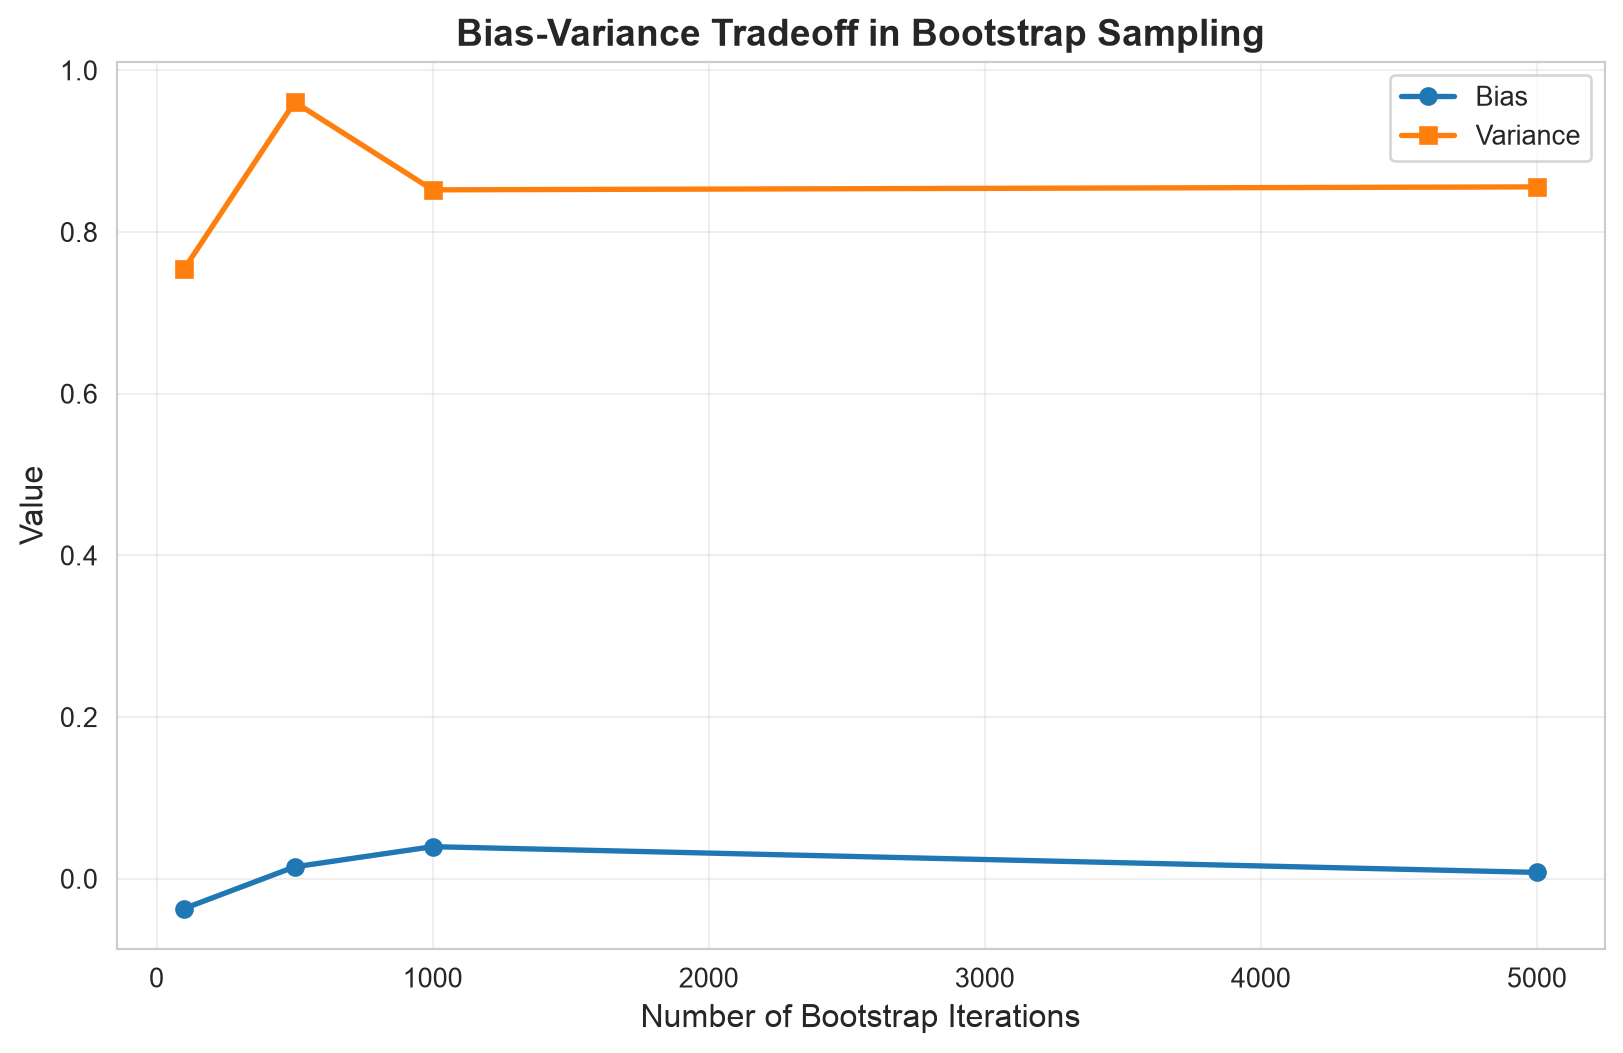 Bias-Variance Tradeoff in Bootstrap Sampling
1.0
0.8
0.6
0.4
0.2
0.0
Value
Bias
Variance
0 1000 2000 3000 4000 5000
Number of Bootstrap Iterations